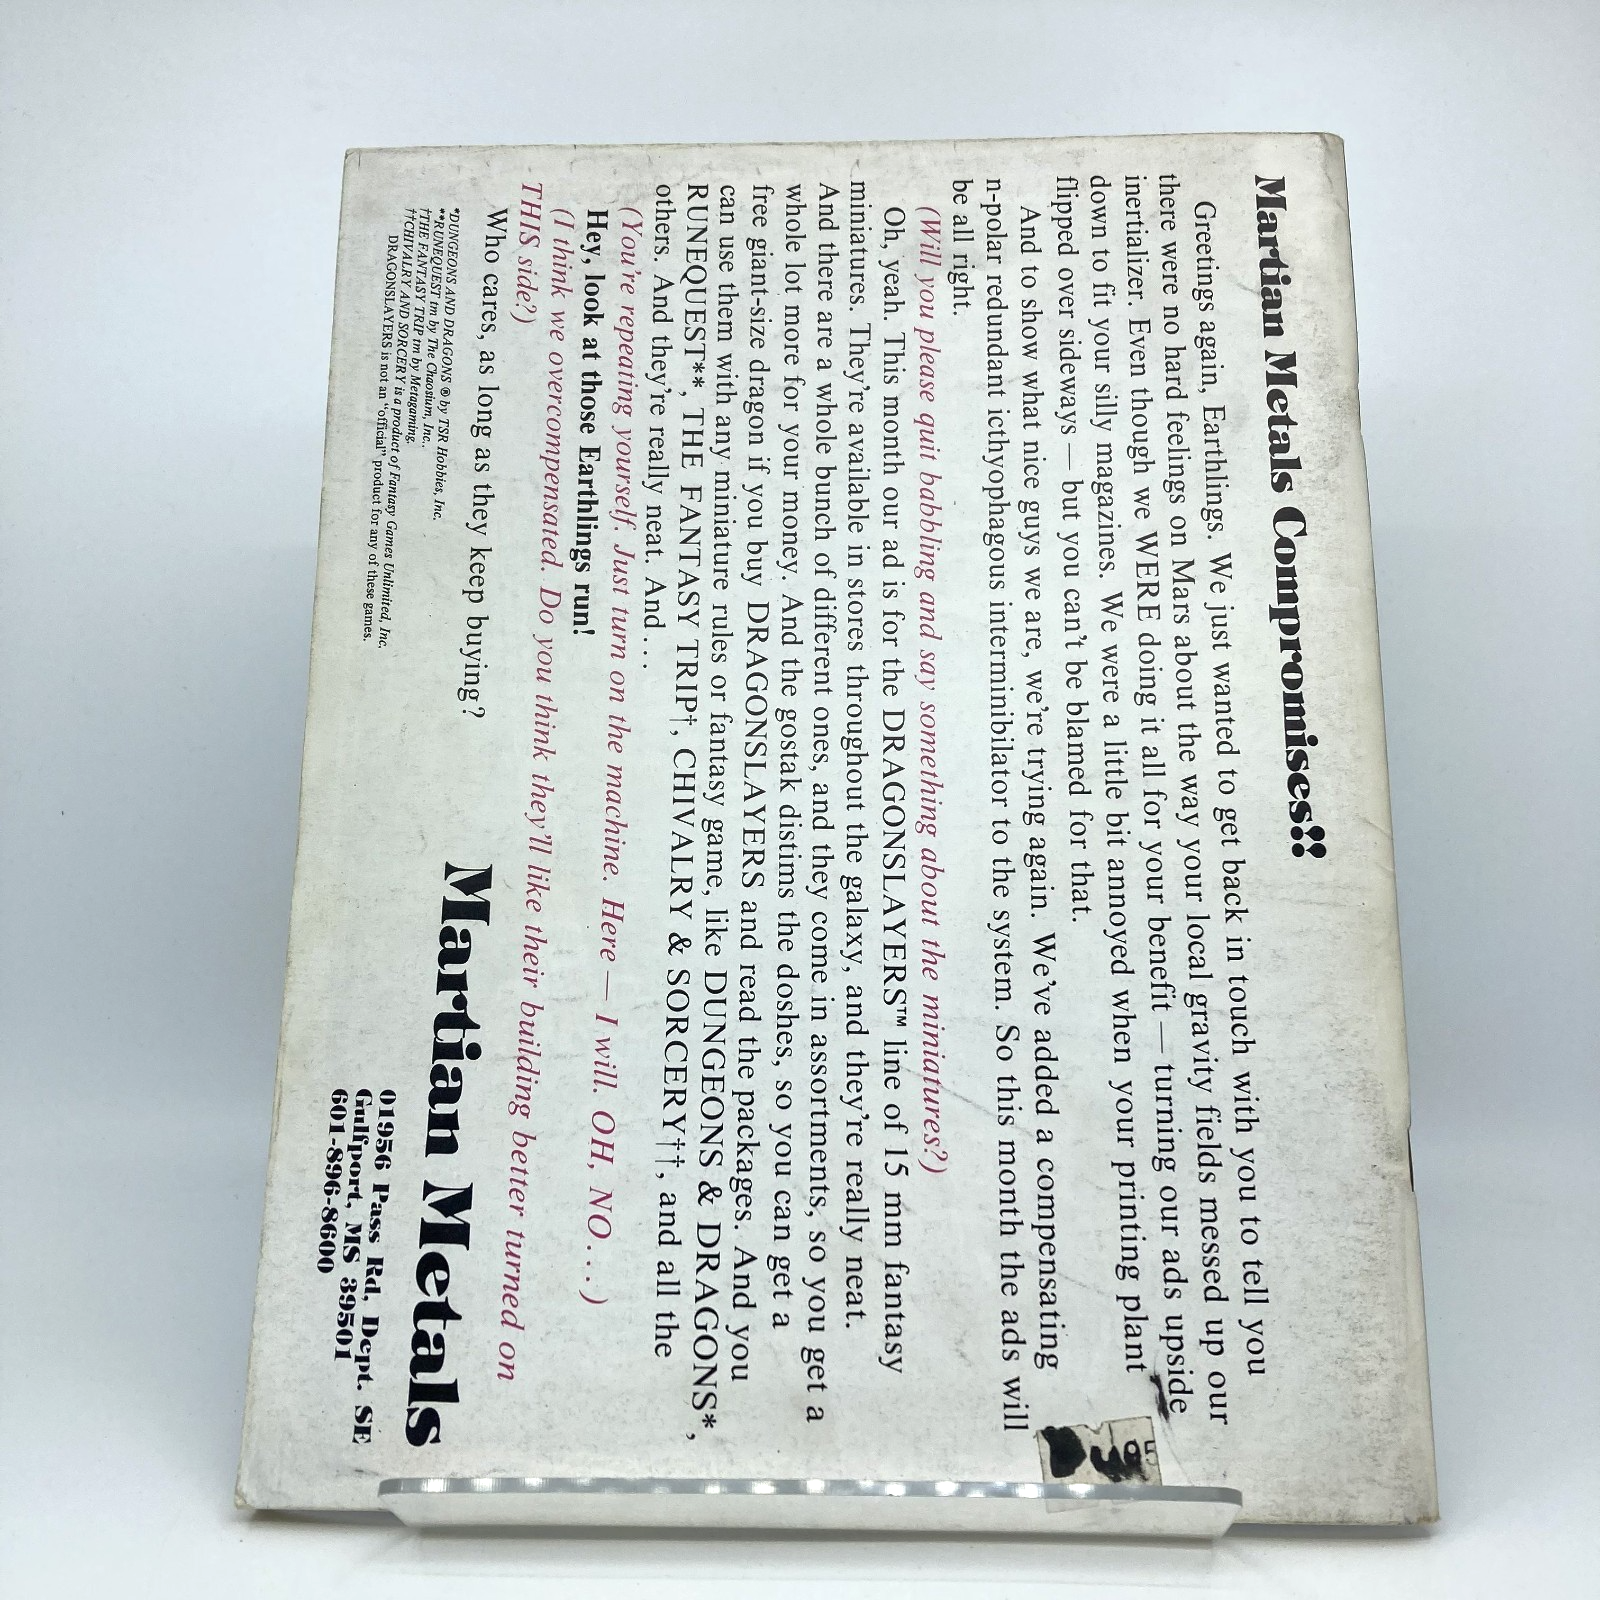 Martian Metals Compromises!!
Greetings again, Earthlings. We just wanted to get back in touch with you to tell you
there were no hard feelings on Mars about the way your local gravity fields messed up our
inertializer. Even though we WERE doing it all for your benefit — turning our ads upside
down to fit your silly magazines. We were a little bit annoyed when your printing plant
flipped over sideways — but you can't be blamed for that.
And to show what nice guys we are, we're trying again. We've added a compensating
n-polar redundant icthyophagous interminibilator to the system. So this month the ads will
be all right.
(Will you please quit babbling and say something about the miniatures?)
Oh, yeah. This month our ad is for the DRAGONSLAYERS™ line of 15 mm fantasy
miniatures. They're available in stores throughout the galaxy, and they're really neat.
And there are a whole bunch of different ones, and they come in assortments, so you get a
whole lot more for your money. And the gostak distims the doshes, so you can get a
free giant-size dragon if you buy DRAGONSLAYERS and read the packages. And you
can use them with any miniature rules or fantasy game, like DUNGEONS & DRAGONS*,
RUNEQUEST**, THE FANTASY TRIP†, CHIVALRY & SORCERY††, and all the
others. And they're really neat. And . . .
(You're repeating yourself. Just turn on the machine. Here — I will. OH, NO . . . )
Hey, look at those Earthlings run!
(I think we overcompensated. Do you think they'll like their building better turned on
THIS side?)
Who cares, as long as they keep buying?
*DUNGEONS AND DRAGONS ® by TSR Hobbies, Inc.
**RUNEQUEST tm by The Chaosium, Inc..
†THE FANTASY TRIP tm by Metagaming.
††CHIVALRY AND SORCERY is a product of Fantasy Games Unlimited, Inc.
DRAGONSLAYERS is not an "official" product for any of these games.
Martian Metals
01956 Pass Rd, Dept. SE
Gulfport, MS 39501
601-896-8600